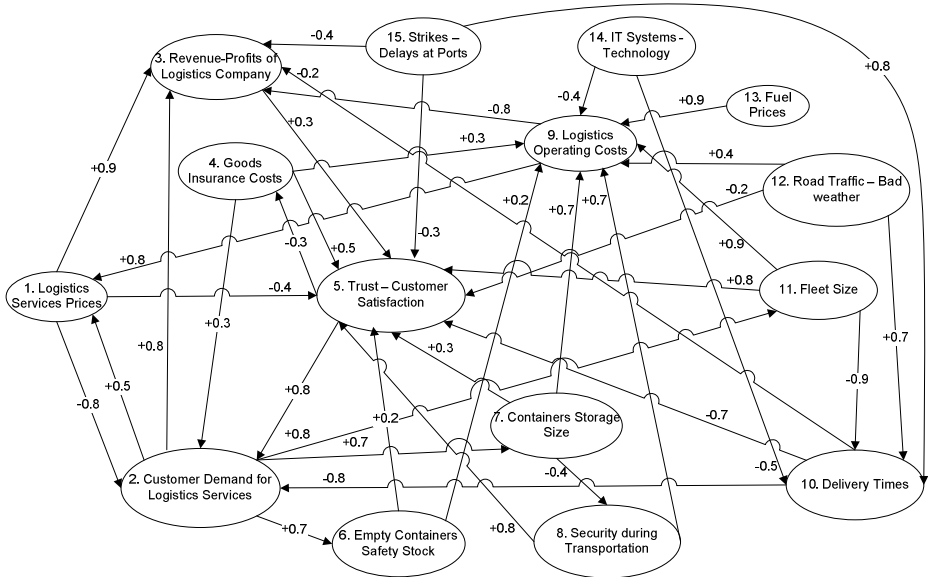 15. Strikes –
Delays at Ports
14. IT Systems -
Technology
3. Revenue-Profits of
Logistics Company
-0.4
-0.2
+0.8
-0.4
+0.9
13. Fuel
Prices
-0.8
+0.3
9. Logistics
Operating Costs
+0.3
+0.4
+0.9
4. Goods
Insurance Costs
12. Road Traffic – Bad
weather
-0.2
+0.2
+0.7
+0.7
-0.3
-0.3
+0.5
+0.9
+0.8
+0.8
1. Logistics
Services Prices
-0.4
5. Trust – Customer
Satisfaction
11. Fleet Size
+0.3
+0.8
+0.3
+0.7
-0.9
+0.5
-0.8
+0.8
+0.2
-0.7
7. Containers Storage
Size
+0.8
+0.7
-0.4
-0.5
-0.8
2. Customer Demand for
Logistics Services
10. Delivery Times
+0.7
+0.8
6. Empty Containers
Safety Stock
8. Security during
Transportation